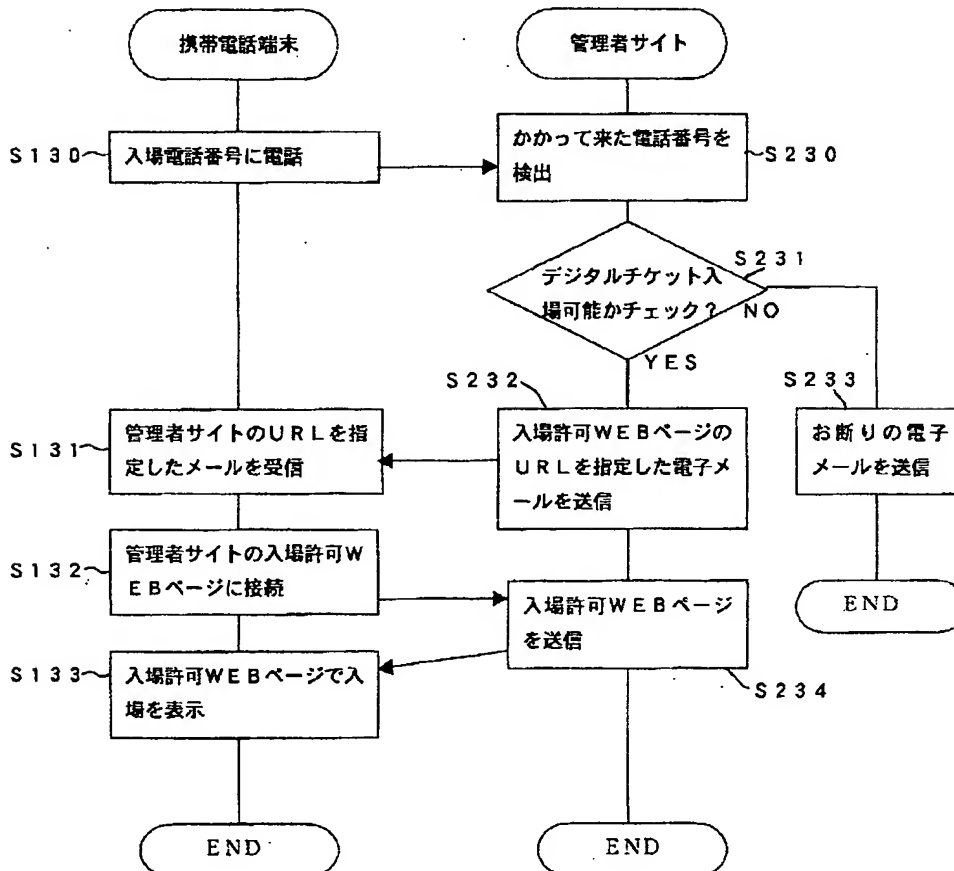 携帯電話端末
管理者サイト
S130
入場電話番号に電話
かかって来た電話番号を
検出
S230
S231
デジタルチケット入
場可能かチェック?
NO
YES
S232
S233
S131
管理者サイトのURLを指
定したメールを受信
入場許可WEBページの
URLを指定した電子メ
ールを送信
お断りの電子
メールを送信
S132
管理者サイトの入場許可W
EBページに接続
入場許可WEBページ
を送信
END
S133
入場許可WEBページで入
場を表示
S234
END
END